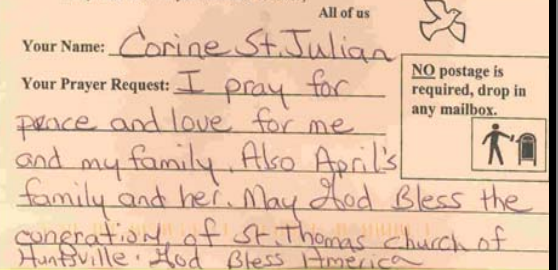 All of us
Your Name: Corine St. Julian
Your Prayer Request: I pray for
peace and love for me
and my family. Also April's
family and her. May God Bless the
congeration of St. Thomas church of
Huntsville. God Bless America
NO postage is
required, drop in
any mailbox.